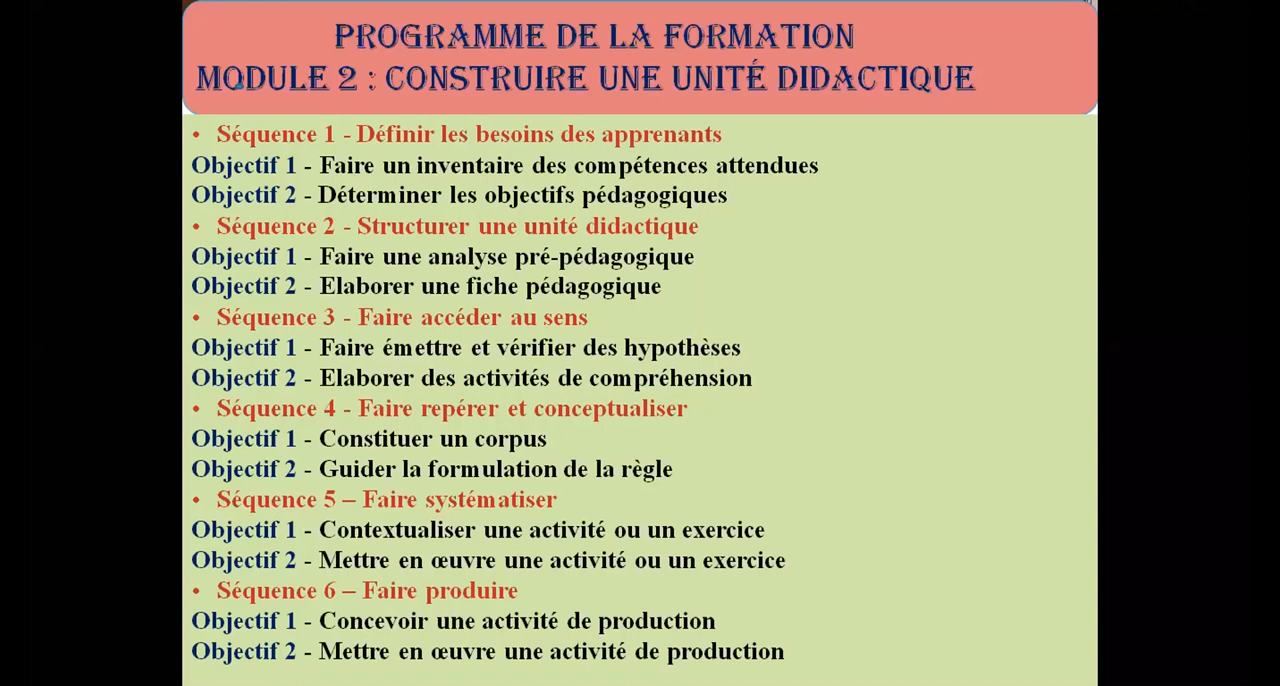 PROGRAMME DE LA FORMATION
MODULE 2 : CONSTRUIRE UNE UNITÉ DIDACTIQUE
• Séquence 1 - Définir les besoins des apprenants
Objectif 1 - Faire un inventaire des compétences attendues
Objectif 2 - Déterminer les objectifs pédagogiques
• Séquence 2 - Structurer une unité didactique
Objectif 1 - Faire une analyse pré-pédagogique
Objectif 2 - Elaborer une fiche pédagogique
• Séquence 3 - Faire accéder au sens
Objectif 1 - Faire émettre et vérifier des hypothèses
Objectif 2 - Elaborer des activités de compréhension
• Séquence 4 - Faire repérer et conceptualiser
Objectif 1 - Constituer un corpus
Objectif 2 - Guider la formulation de la règle
• Séquence 5 – Faire systématiser
Objectif 1 - Contextualiser une activité ou un exercice
Objectif 2 - Mettre en œuvre une activité ou un exercice
• Séquence 6 – Faire produire
Objectif 1 - Concevoir une activité de production
Objectif 2 - Mettre en œuvre une activité de production